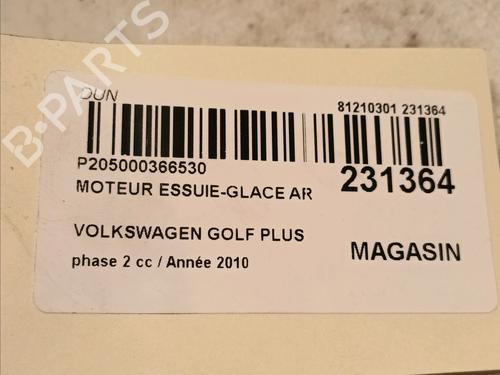 B-PARTS
DUN
81210301 231364
P205000366530
231364
MOTEUR ESSUIE-GLACE AR
VOLKSWAGEN GOLF PLUS
MAGASIN
phase 2 cc / Année 2010